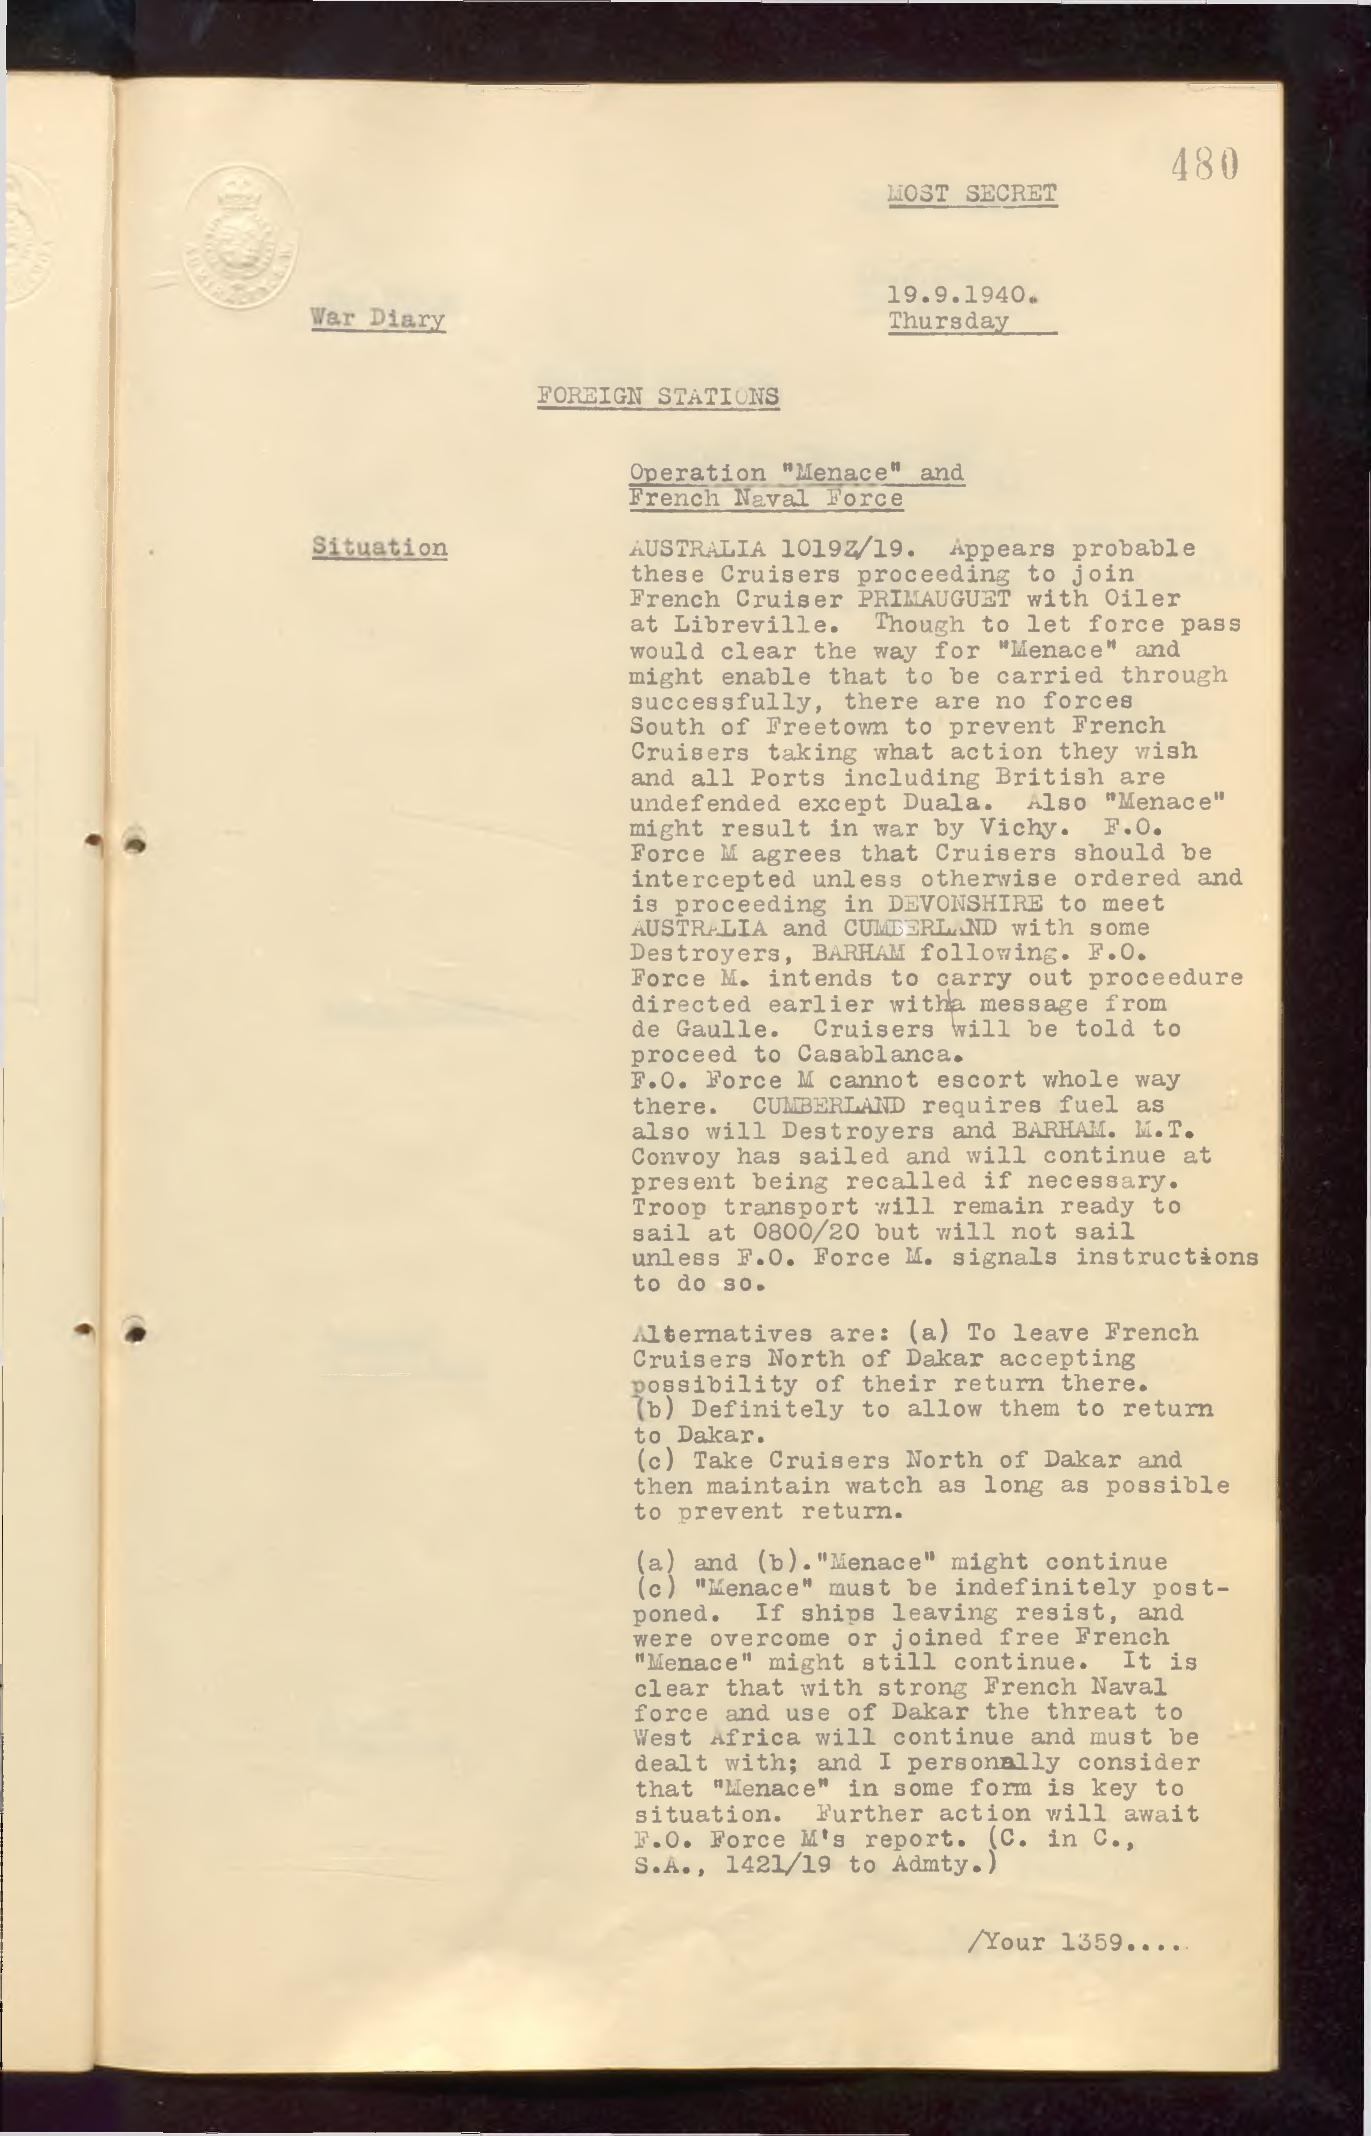 480
MOST SECRET
19.9.1940.
War Diary
Thursday
FOREIGN STATIONS
Operation "Menace" and
French Naval Force
Situation
AUSTRALIA 1019Z/19. Appears probable
these Cruisers proceeding to join
French Cruiser PRIMAUGUET with Oiler
at Libreville. Though to let force pass
would clear the way for "Menace" and
might enable that to be carried through
successfully, there are no forces
South of Freetown to prevent French
Cruisers taking what action they wish
and all Ports including British are
undefended except Duala. Also "Menace"
might result in war by Vichy. F.O.
Force M agrees that Cruisers should be
intercepted unless otherwise ordered and
is proceeding in DEVONSHIRE to meet
AUSTRALIA and CUMBERLAND with some
Destroyers, BARHAM following. F.O.
Force M. intends to carry out proceedure
directed earlier with a message from
de Gaulle. Cruisers will be told to
proceed to Casablanca.
F.O. Force M cannot escort whole way
there. CUMBERLAND requires fuel as
also will Destroyers and BARHAM. M.T.
Convoy has sailed and will continue at
present being recalled if necessary.
Troop transport will remain ready to
sail at 0800/20 but will not sail
unless F.O. Force M. signals instructions
to do so.
Alternatives are: (a) To leave French
Cruisers North of Dakar accepting
possibility of their return there.
(b) Definitely to allow them to return
to Dakar.
(c) Take Cruisers North of Dakar and
then maintain watch as long as possible
to prevent return.
(a) and (b)."Menace" might continue
(c) "Menace" must be indefinitely post-
poned. If ships leaving resist, and
were overcome or joined free French
"Menace" might still continue. It is
clear that with strong French Naval
force and use of Dakar the threat to
West Africa will continue and must be
dealt with; and I personally consider
that "Menace" in some form is key to
situation. Further action will await
F.O. Force M's report. (C. in C.,
S.A., 1421/19 to Admty.)
/Your 1359.....